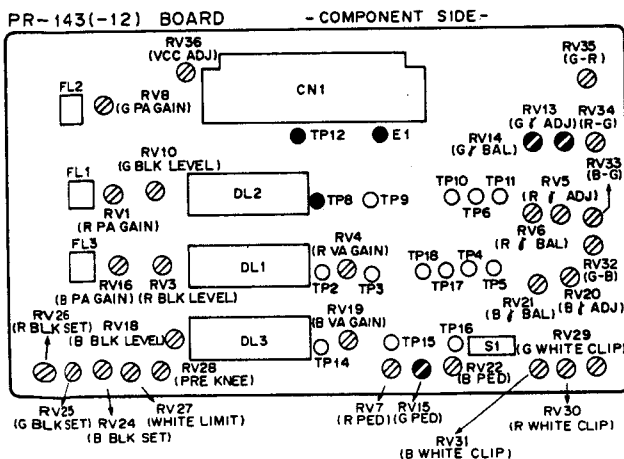 PR-143(-12) BOARD -COMPONENT SIDE-
RV36
(VCC ADJ)
RV35
(G-R)
FL2
RV8
(G PA GAIN)
CN1
RV13
(G γ ADJ)
RV34
(R-G)
RV14
(G γ BAL)
TP12
E1
RV33
(B-G)
RV10
(G BLK LEVEL)
FL1
RV1
(R PA GAIN)
DL2
TP8
TP9
TP10
TP11
TP6
RV5
(R γ ADJ)
RV6
(R γ BAL)
FL3
RV16
(B PA GAIN)
RV3
(R BLK LEVEL)
DL1
RV4
(R VA GAIN)
TP2
TP3
TP18
TP17
TP4
TP5
RV32
(G-B)
RV21
(B γ BAL)
RV20
(B γ ADJ)
RV26
(R BLK SET)
RV18
(B BLK LEVEL)
DL3
RV19
(B VA GAIN)
TP14
TP15
TP16
S1
RV29
(G WHITE CLIP)
RV28
(PRE KNEE)
RV22
(B PED)
RV25
(G BLK SET)
RV24
(B BLK SET)
RV27
(WHITE LIMIT)
RV7
(R PED)
RV15
(G PED)
RV31
(B WHITE CLIP)
RV30
(R WHITE CLIP)